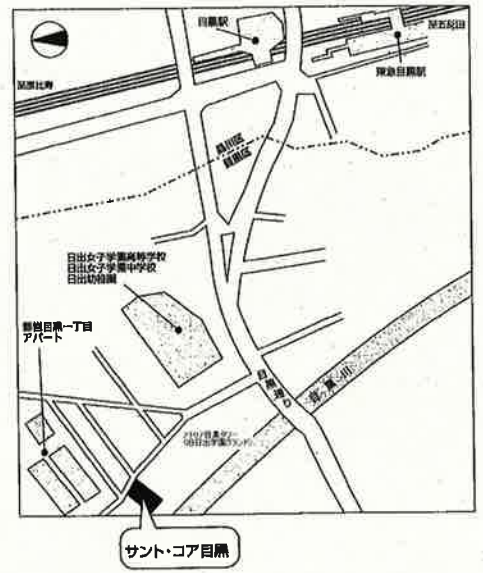 目黒駅
至五反田
東急目黒駅
至恵比寿
品川区
目黒区
日出女子学園高等学校
日出女子学園中学校
日出幼稚園
都営目黒一丁目
アパート
目黒通り
目黒川
サント・コア目黒